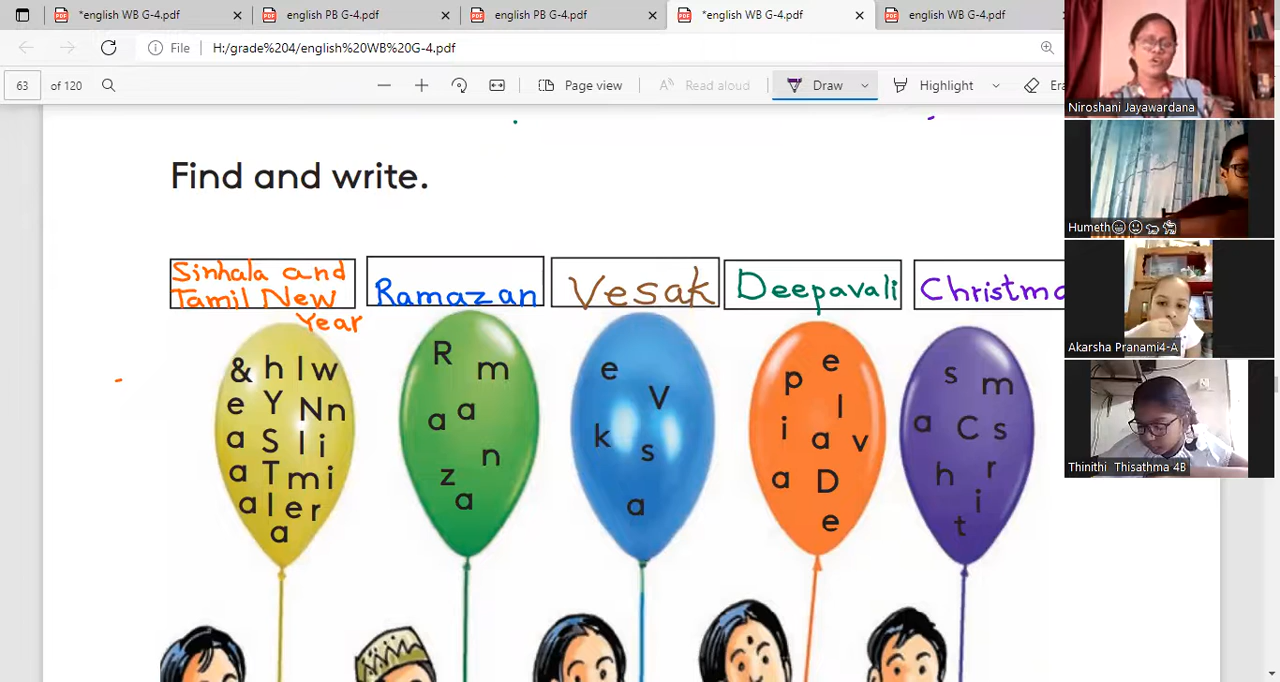 *english WB G-4.pdf
english PB G-4.pdf
english PB G-4.pdf
*english WB G-4.pdf
english WB G-4.pdf
File
H:/grade%204/english%20WB%20G-4.pdf
63 of 120
Page view
Read aloud
Draw
Highlight
Era
Niroshani Jayawardana
Humeth
Akarsha Pranami4-A
Thinithi Thisathma 4B
Find and write.
Sinhala and
Tamil New
Year
Ramazan
Vesak
Deepavali
Christma
& h l w
e Y N n
a S l i
a T m i
a l e r
a
R m
a a
n
z
a
e
V
k s
a
e
p
l
i a v
a D
e
s m
a C s
h r
i
t